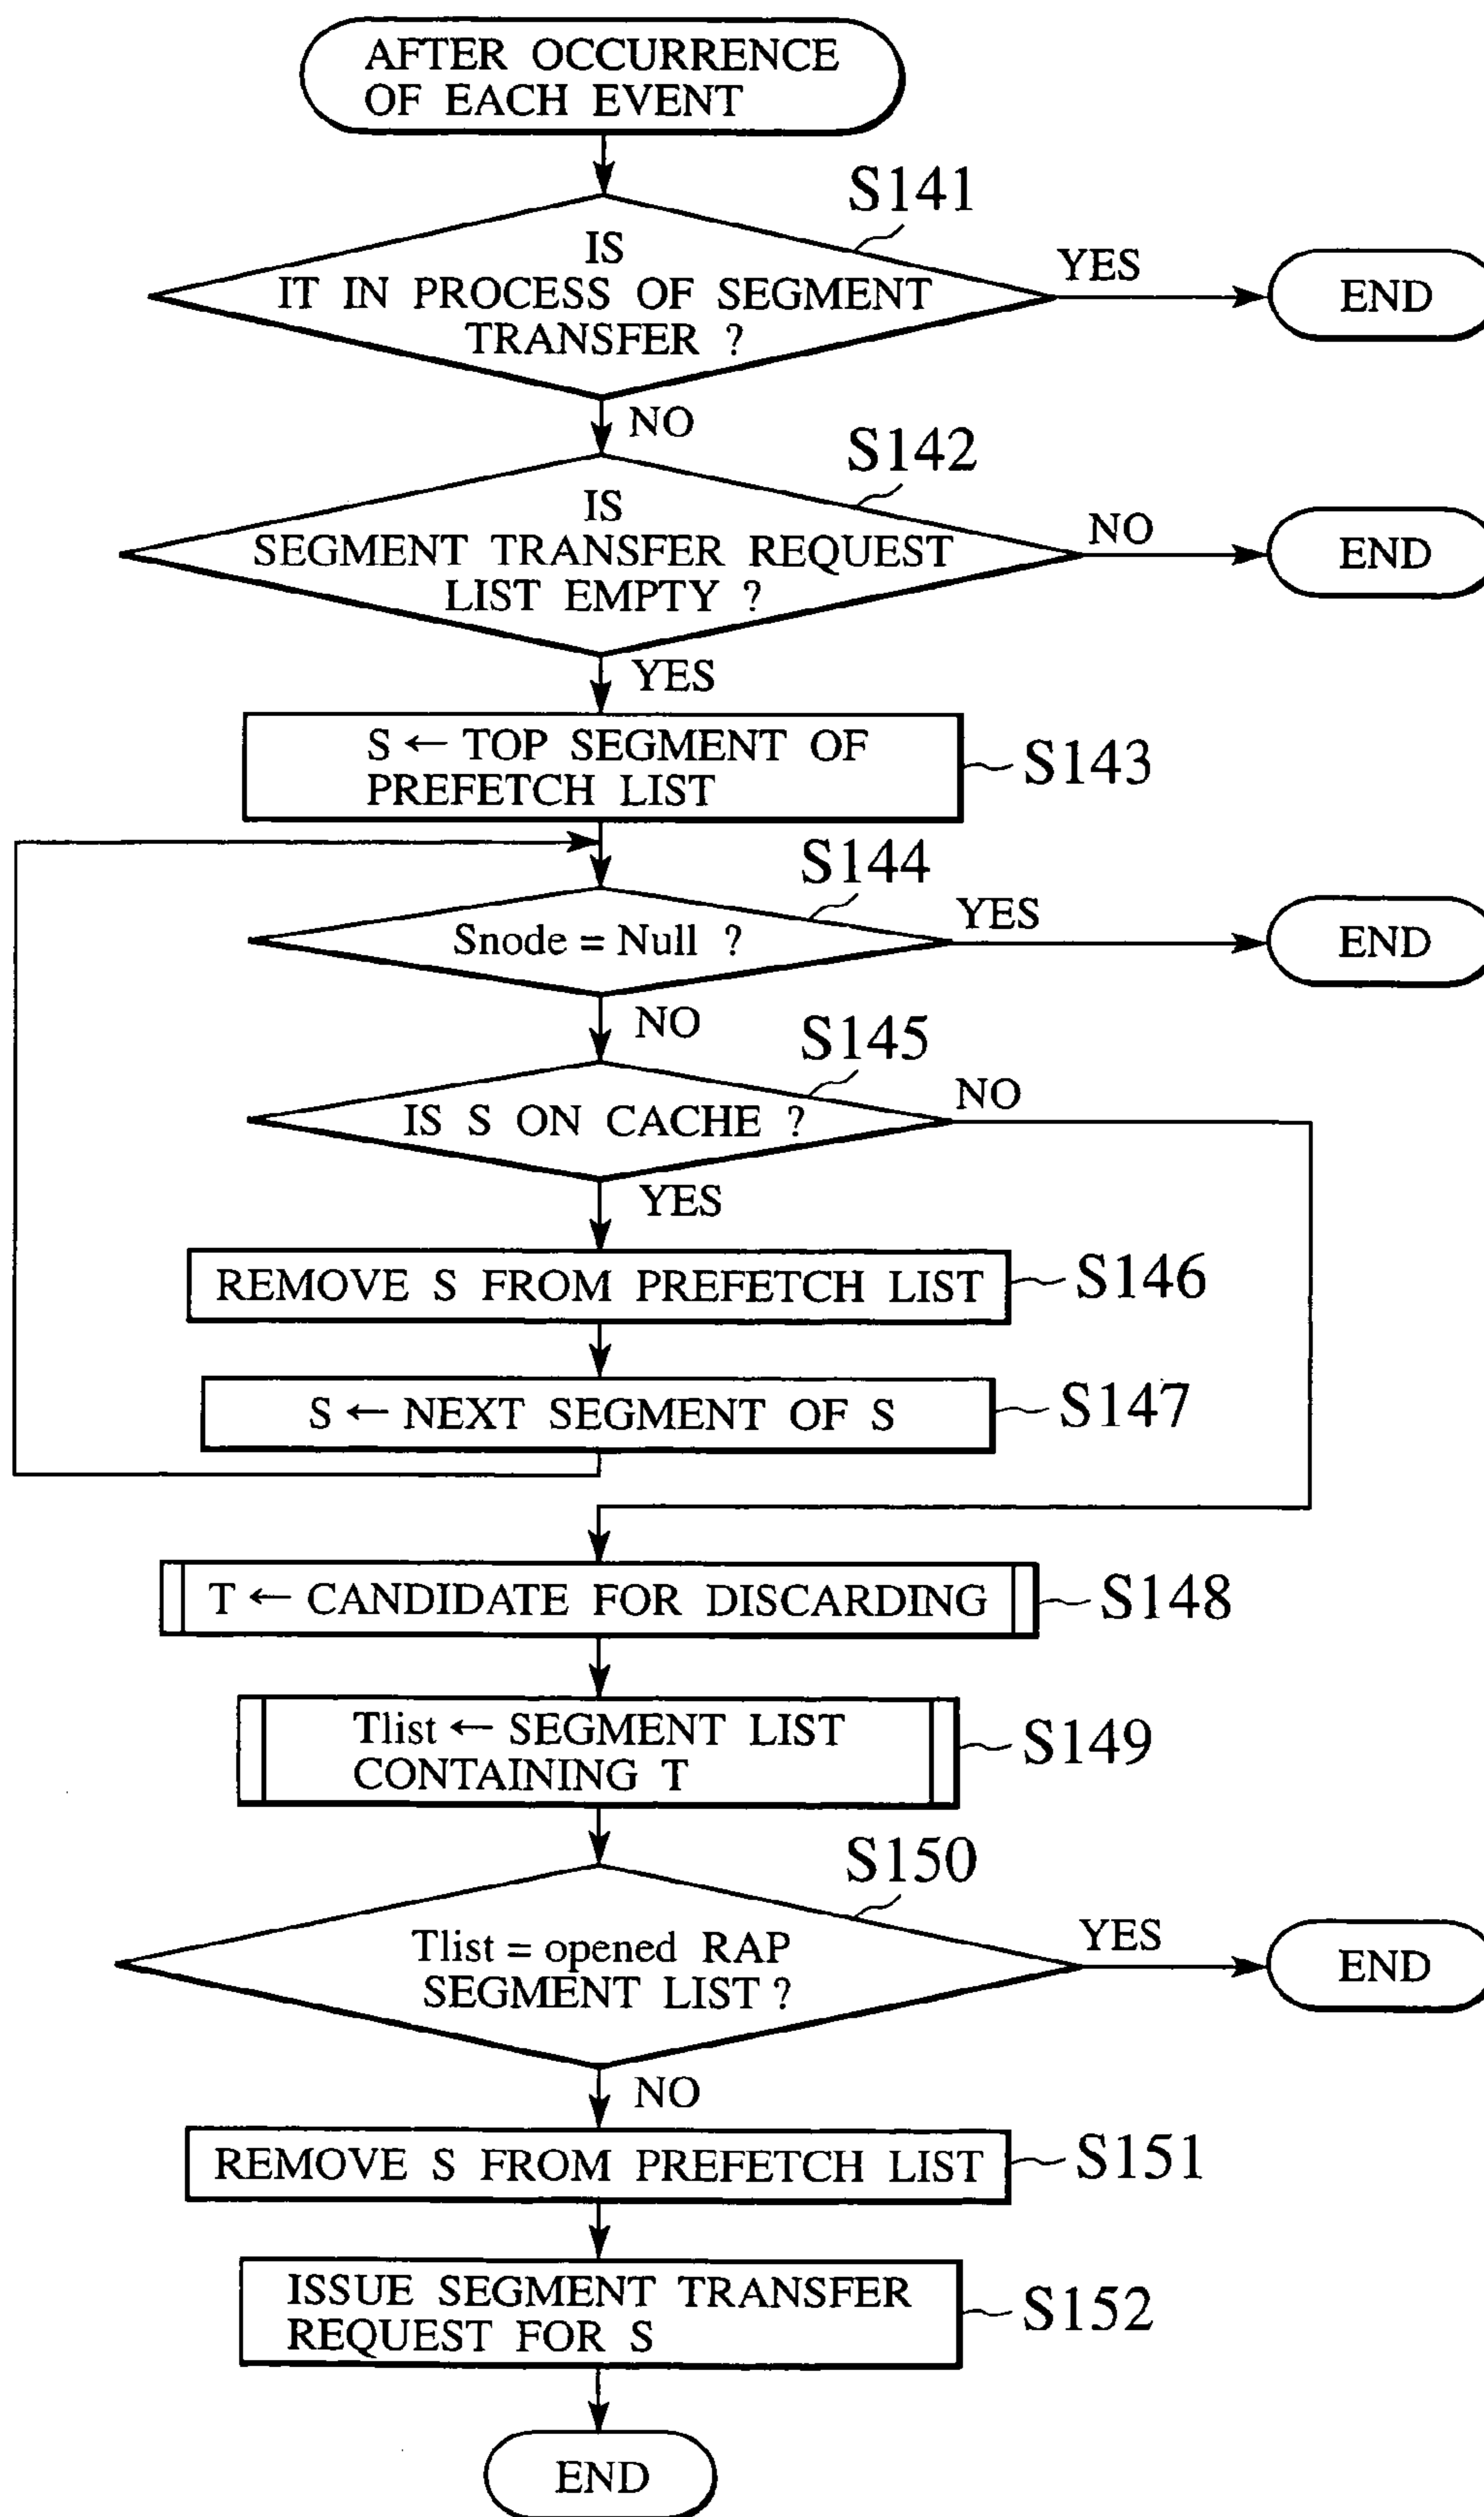 AFTER OCCURRENCE
OF EACH EVENT
S141
IS
IT IN PROCESS OF SEGMENT
TRANSFER ?
YES
END
NO
S142
IS
SEGMENT TRANSFER REQUEST
LIST EMPTY ?
NO
END
YES
S ← TOP SEGMENT OF
PREFETCH LIST
S143
S144
Snode = Null ?
YES
END
NO
S145
IS S ON CACHE ?
NO
YES
REMOVE S FROM PREFETCH LIST
S146
S ← NEXT SEGMENT OF S
S147
T ← CANDIDATE FOR DISCARDING
S148
Tlist ← SEGMENT LIST
CONTAINING T
S149
S150
Tlist = opened RAP
SEGMENT LIST ?
YES
END
NO
REMOVE S FROM PREFETCH LIST
S151
ISSUE SEGMENT TRANSFER
REQUEST FOR S
S152
END